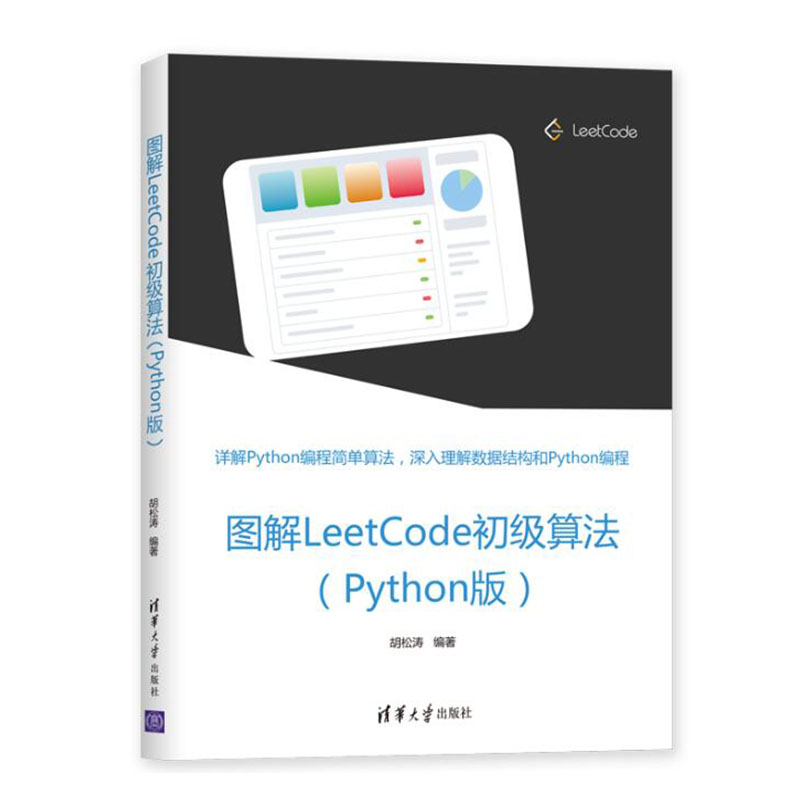 LeetCode
详解Python编程简单算法，深入理解数据结构和Python编程
图解LeetCode初级算法
（Python版）
胡松涛 编著
清华大学出版社
图解LeetCode初级算法（Python版）
胡松涛 编著
清华大学出版社